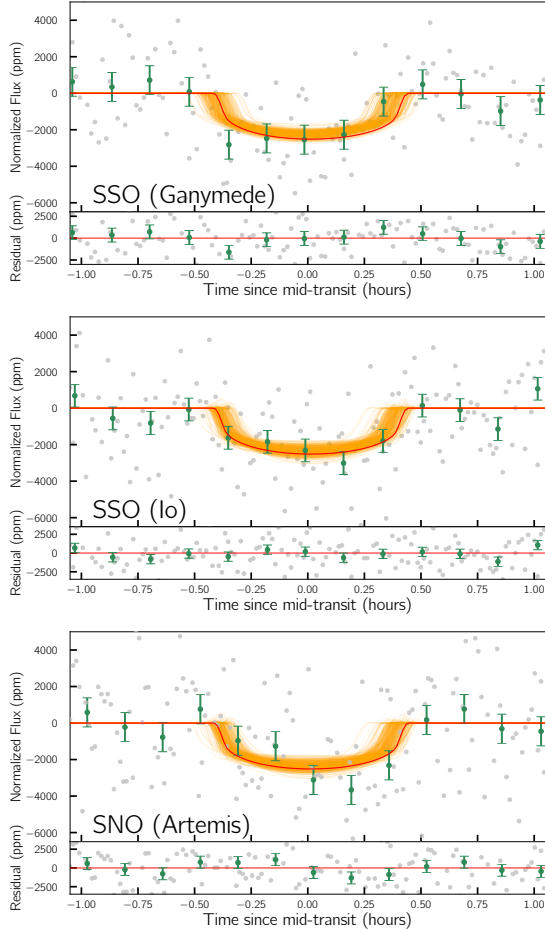 4000
2000
0
−2000
−4000
−6000
Normalized Flux (ppm)
SSO (Ganymede)
2500
0
−2500
Residual (ppm)
−1.00 −0.75 −0.50 −0.25 0.00 0.25 0.50 0.75 1.00
Time since mid-transit (hours)
4000
2000
0
−2000
−4000
−6000
Normalized Flux (ppm)
SSO (Io)
2500
0
−2500
Residual (ppm)
−1.00 −0.75 −0.50 −0.25 0.00 0.25 0.50 0.75 1.00
Time since mid-transit (hours)
4000
2000
0
−2000
−4000
−6000
Normalized Flux (ppm)
SNO (Artemis)
2500
0
−2500
Residual (ppm)
−1.00 −0.75 −0.50 −0.25 0.00 0.25 0.50 0.75 1.00
Time since mid-transit (hours)